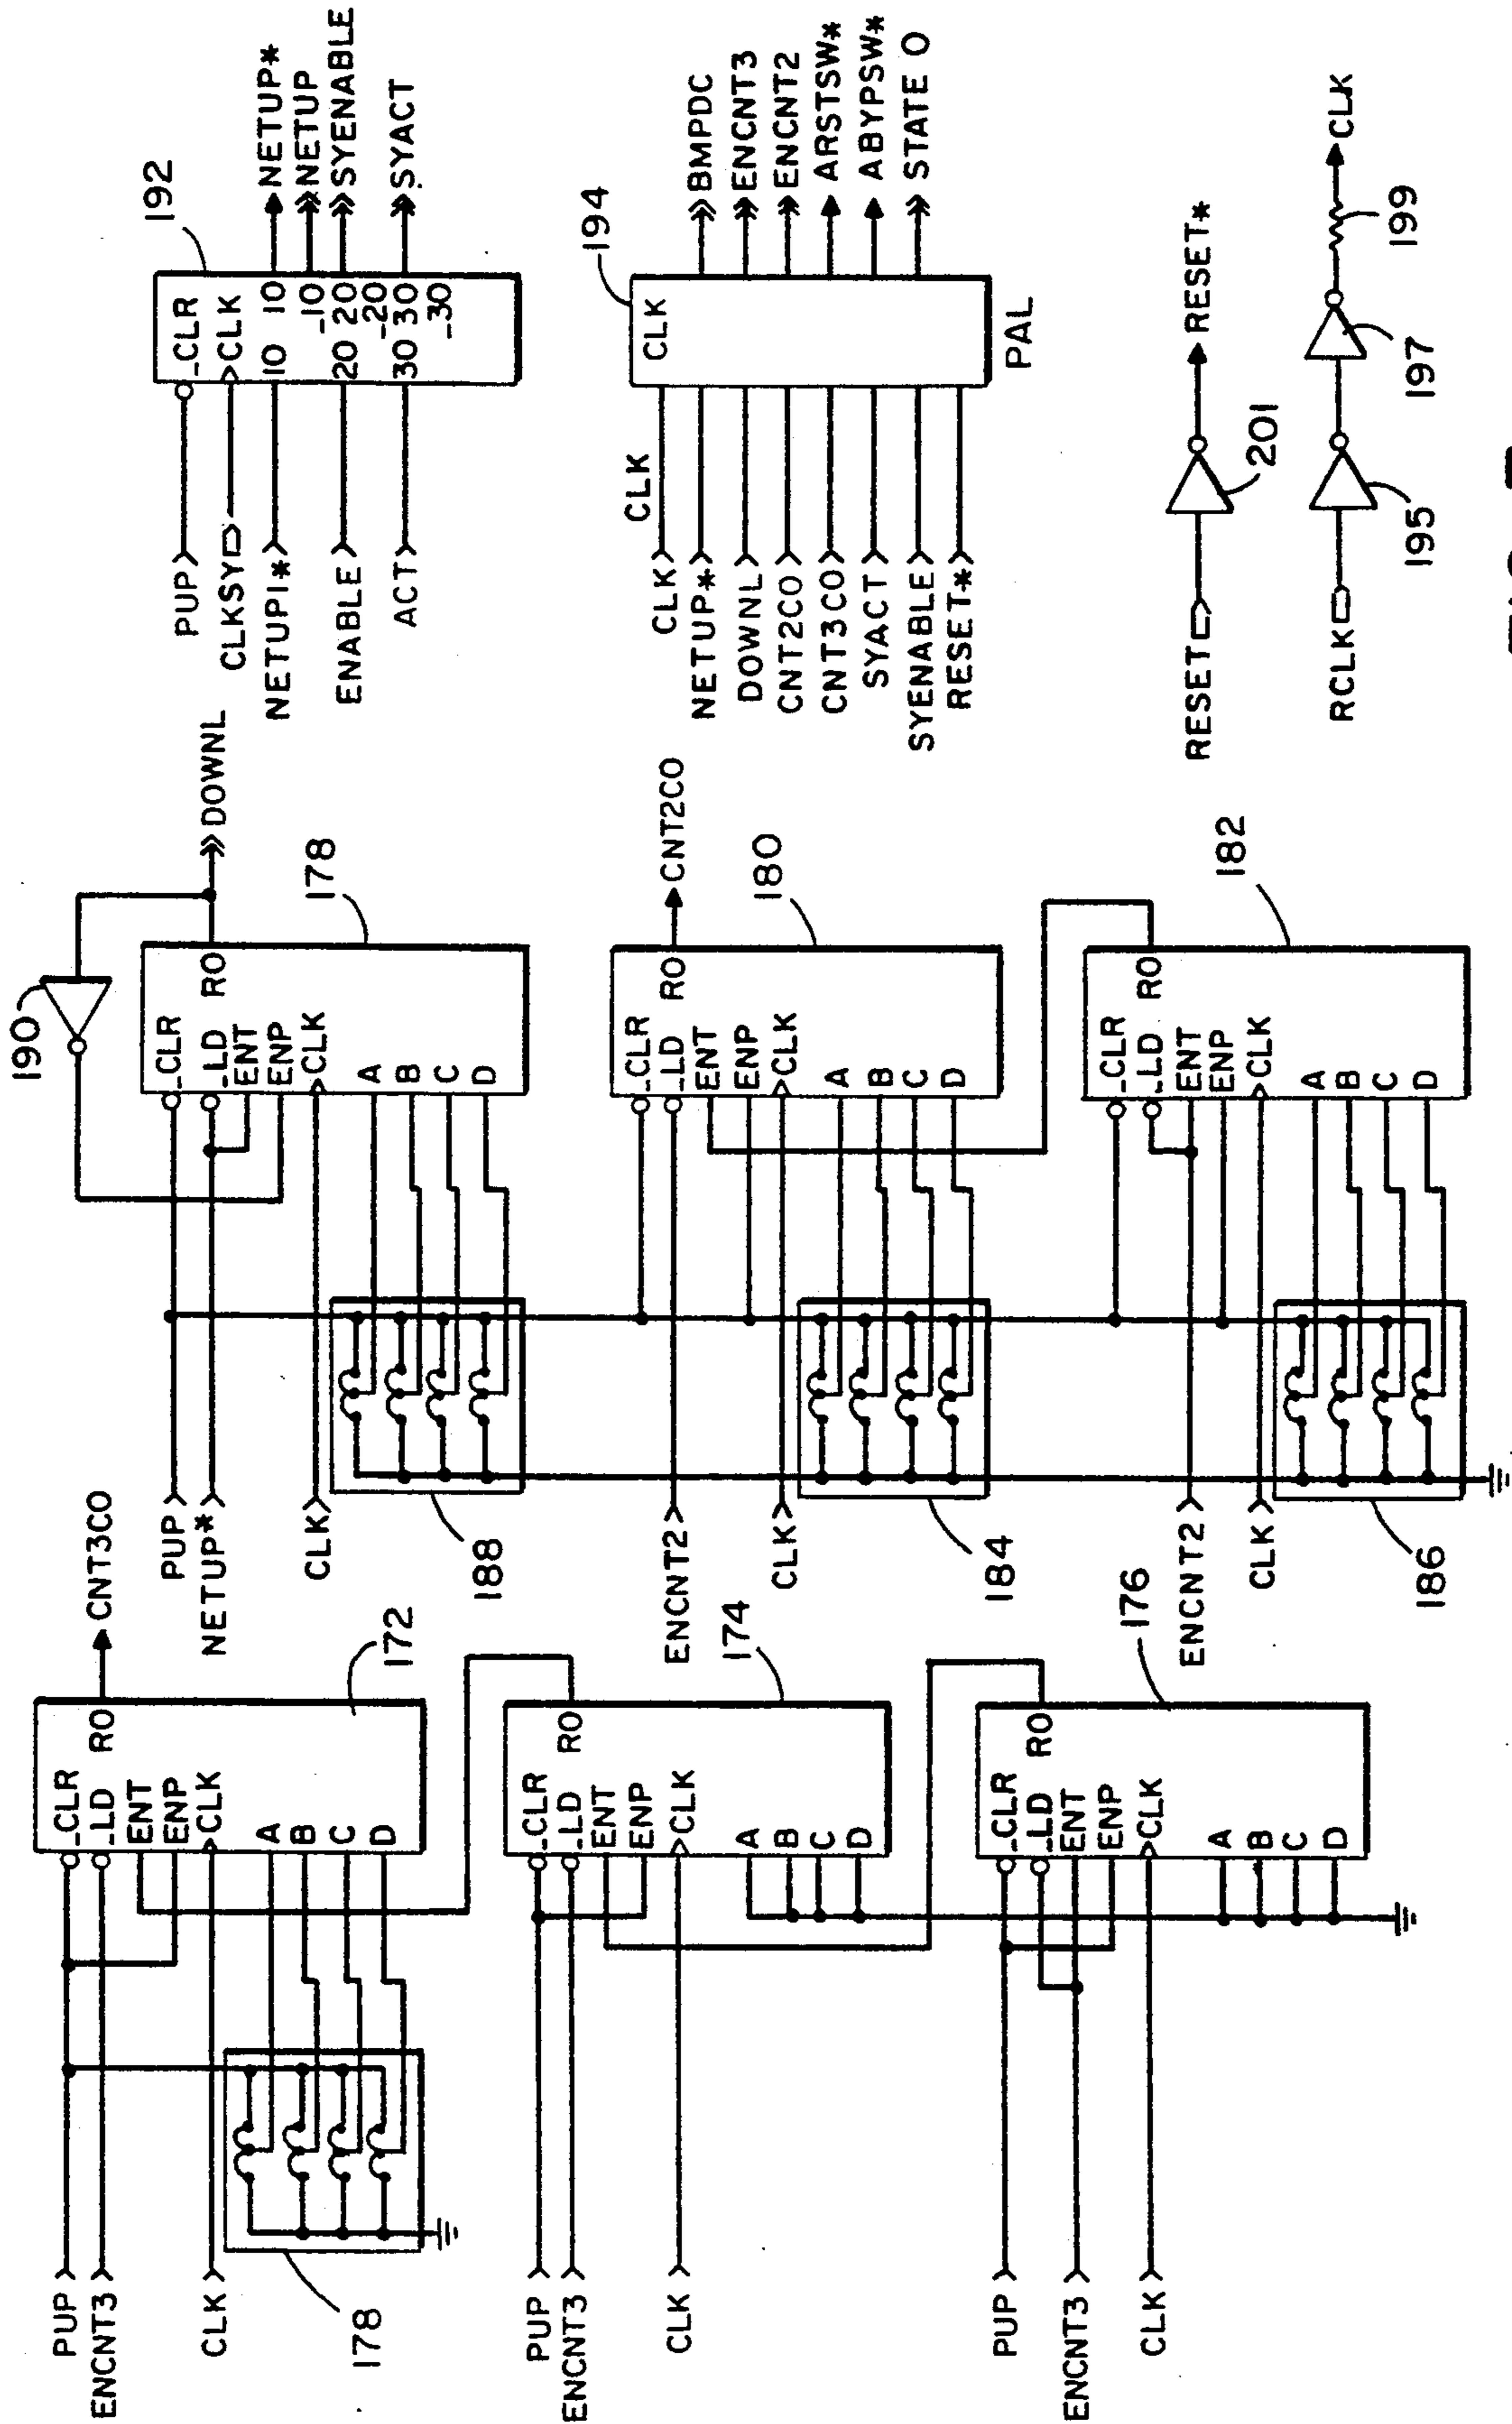 CNT3CO
PUP
ENCNT3
CLK
_CLR
_LD RO
ENT
ENP
CLK
A
B
C
D
172
178
PUP
ENCNT3
CLK
_CLR
_LD RO
ENT
ENP
CLK
A
B
C
D
174
PUP
ENCNT3
CLK
_CLR
_LD RO
ENT
ENP
CLK
A
B
C
D
176
190
DOWNL
PUP
NETUP*
CLK
_CLR
_LD RO
ENT
ENP
CLK
A
B
C
D
178
188
CNT2CO
ENCNT2
CLK
_CLR
_LD RO
ENT
ENP
CLK
A
B
C
D
180
184
ENCNT2
CLK
_CLR
_LD RO
ENT
ENP
CLK
A
B
C
D
182
186
192
PUP
CLKSY
NETUPI*
ENABLE
ACT
_CLR
CLK
10 10
_10
20 20
_20
30 30
_30
NETUP*
NETUP
SYENABLE
SYACT
194
CLK
CLK
CLK
NETUP*
DOWNL
CNT2CO
CNT3CO
SYACT
SYENABLE
RESET*
BMPDC
ENCNT3
ENCNT2
ARSTSW*
ABYPSW*
STATE 0
PAL
RESET
201
RESET*
RCLK
195
197
199
CLK